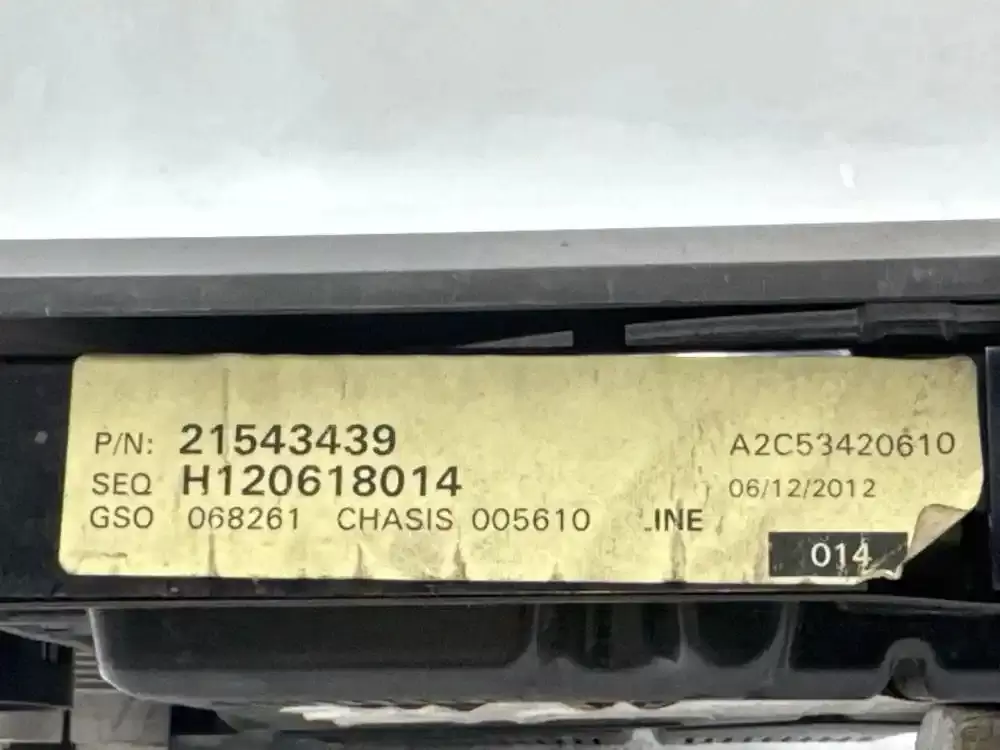 P/N: 21543439 A2C53420610
SEQ H120618014 06/12/2012
GSO 068261 CHASIS 005610 .INE
014